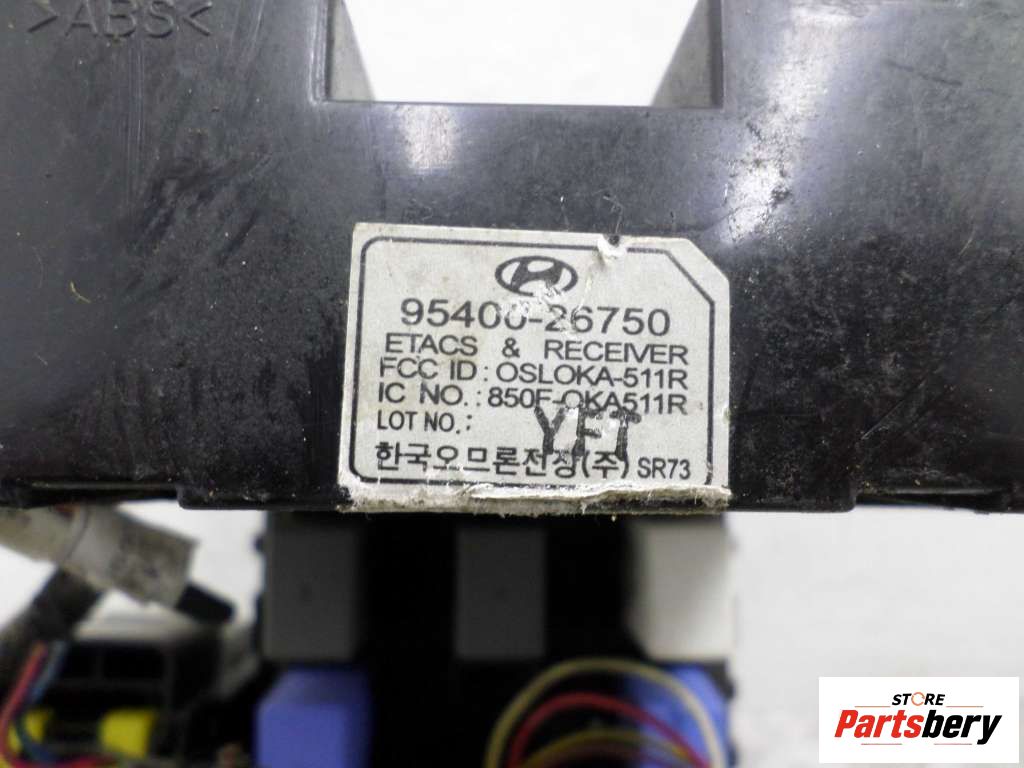 >ABS<
95400-26750
ETACS & RECEIVER
FCC ID : OSLOKA-511R
IC NO. : 850F-OKA511R
LOT NO. : YFT
한국오므론전장(주) SR73
STORE
Partsbery